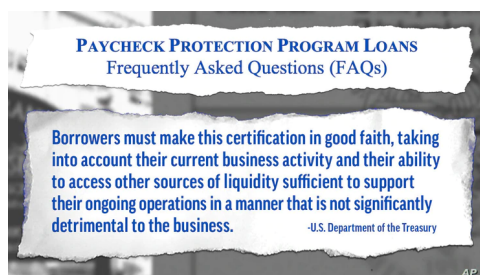 PAYCHECK PROTECTION PROGRAM LOANS
Frequently Asked Questions (FAQs)
Borrowers must make this certification in good faith, taking
into account their current business activity and their ability
to access other sources of liquidity sufficient to support
their ongoing operations in a manner that is not significantly
detrimental to the business.
-U.S. Department of the Treasury
AP